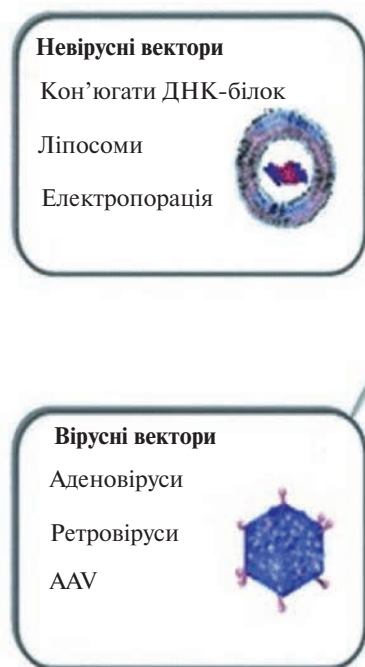 Невірусні вектори
Кон’югати ДНК-білок
Ліпосоми
Електропорація
Вірусні вектори
Аденовіруси
Ретровіруси
AAV